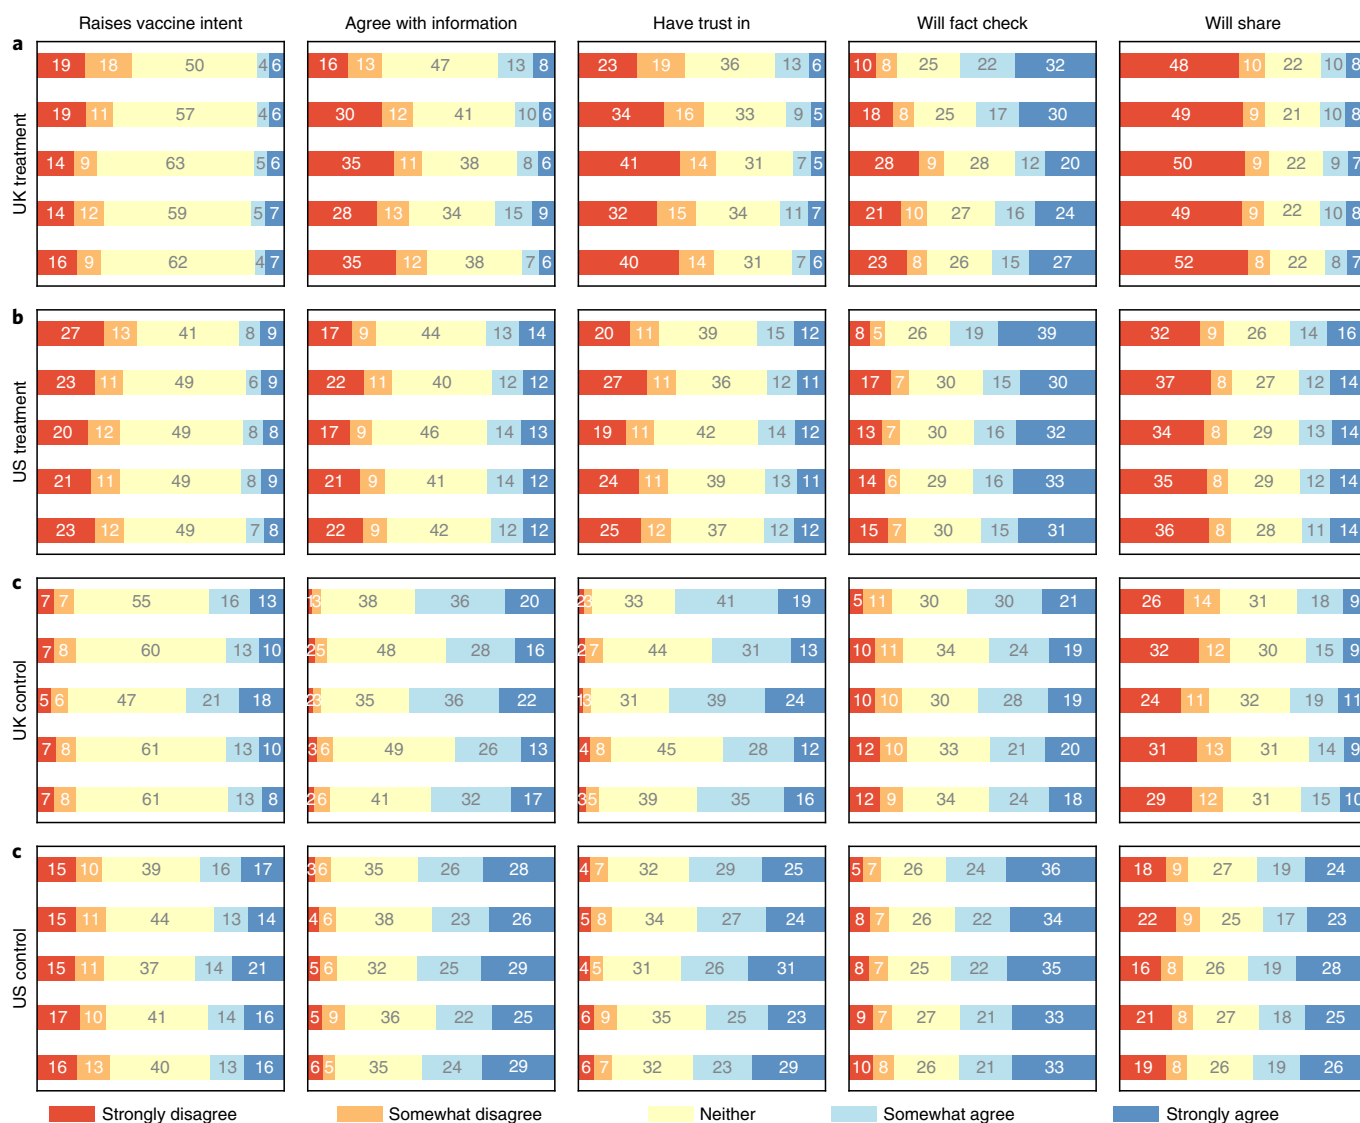 Raises vaccine intent Agree with information Have trust in Will fact check Will share
a
UK treatment
19 18 50 4 6 16 13 47 13 8 23 19 36 13 6 10 8 25 22 32 48 10 22 10 8
19 11 57 4 6 30 12 41 10 6 34 16 33 9 5 18 8 25 17 30 49 9 21 10 8
14 9 63 5 6 35 11 38 8 6 41 14 31 7 5 28 9 28 12 20 50 9 22 9 7
14 12 59 5 7 28 13 34 15 9 32 15 34 11 7 21 10 27 16 24 49 9 22 10 8
16 9 62 4 7 35 12 38 7 6 40 14 31 7 6 23 8 26 15 27 52 8 22 8 7
b
US treatment
27 13 41 8 9 17 9 44 13 14 20 11 39 15 12 8 5 26 19 39 32 9 26 14 16
23 11 49 6 9 22 11 40 12 12 27 11 36 12 11 17 7 30 15 30 37 8 27 12 14
20 12 49 8 8 17 9 46 14 13 19 11 42 14 12 13 7 30 16 32 34 8 29 13 14
21 11 49 8 9 21 9 41 14 12 24 11 39 13 11 14 6 29 16 33 35 8 29 12 14
23 12 49 7 8 22 9 42 12 12 25 12 37 12 12 15 7 30 15 31 36 8 28 11 14
c
UK control
7 7 55 16 13 1 3 38 36 20 2 3 33 41 19 5 11 30 30 21 26 14 31 18 9
7 8 60 13 10 2 5 48 28 16 2 7 44 31 13 10 11 34 24 19 32 12 30 15 9
5 6 47 21 18 2 3 35 36 22 1 3 31 39 24 10 10 30 28 19 24 11 32 19 11
7 8 61 13 10 3 6 49 26 13 4 8 45 28 12 12 10 33 21 20 31 13 31 14 9
7 8 61 13 8 2 6 41 32 17 3 5 39 35 16 12 9 34 24 18 29 12 31 15 10
c
US control
15 10 39 16 17 3 6 35 26 28 4 7 32 29 25 5 7 26 24 36 18 9 27 19 24
15 11 44 13 14 4 6 38 23 26 5 8 34 27 24 8 7 26 22 34 22 9 25 17 23
15 11 37 14 21 5 6 32 25 29 4 5 31 26 31 8 7 25 22 35 16 8 26 19 28
17 10 41 14 16 5 9 36 22 25 6 9 35 25 23 9 7 27 21 33 21 8 27 18 25
16 13 40 13 16 6 5 35 24 29 6 7 32 23 29 10 8 26 21 33 19 8 26 19 26
Strongly disagree Somewhat disagree Neither Somewhat agree Strongly agree